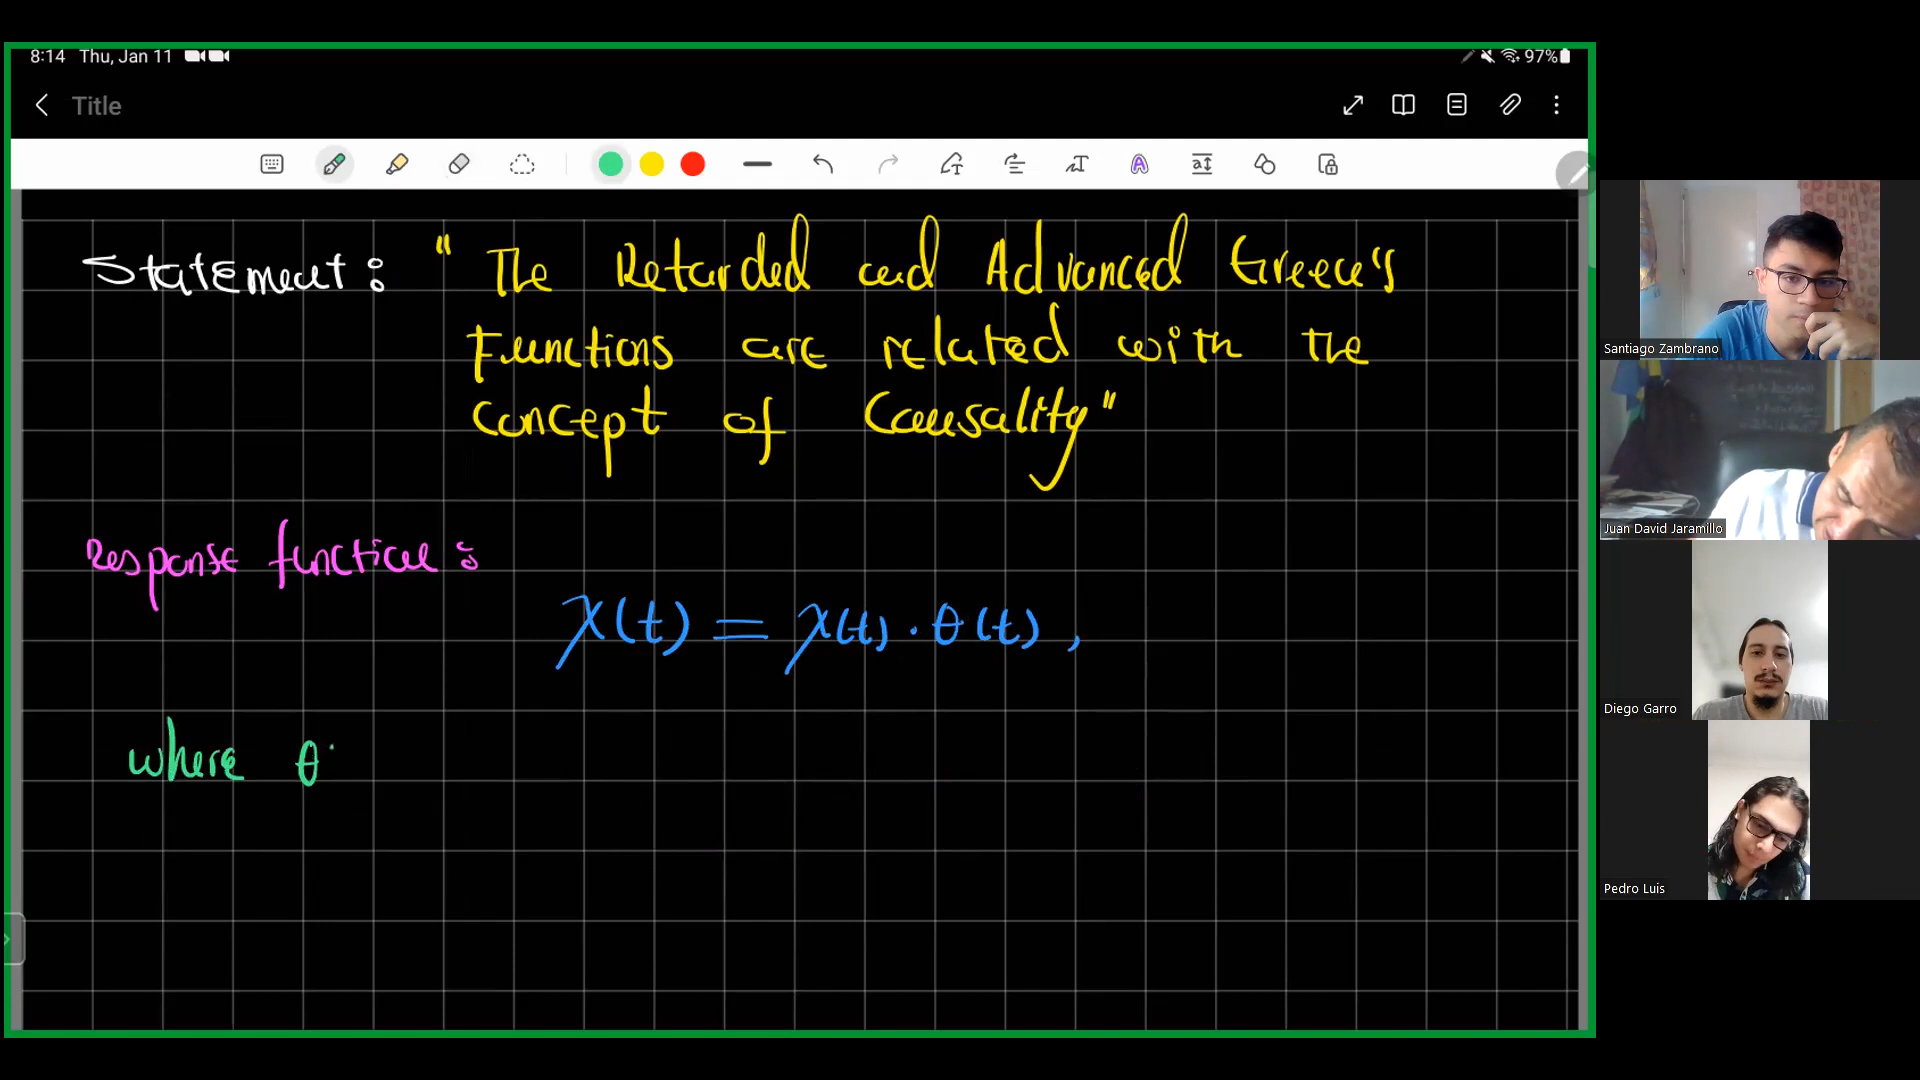 8:14 Thu, Jan 11
97%
Title
Statement: "The Retarded and Advanced Green's
Functions are related with the
concept of Causality"
Response function:
χ(t) = χ(t) · θ(t) ,
where θ
Santiago Zambrano
Juan David Jaramillo
Diego Garro
Pedro Luis